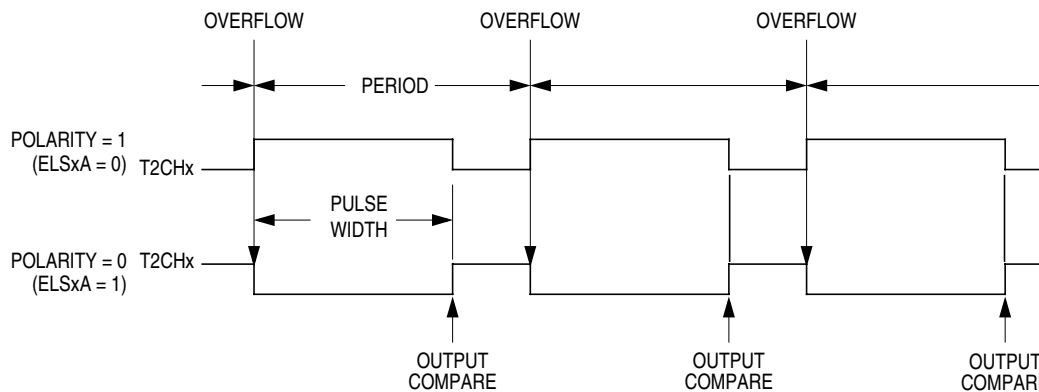 OVERFLOW
OVERFLOW
OVERFLOW
PERIOD
POLARITY = 1
(ELSxA = 0)
T2CHx
PULSE
WIDTH
POLARITY = 0
T2CHx
(ELSxA = 1)
OUTPUT
COMPARE
OUTPUT
COMPARE
OUTPUT
COMPARE